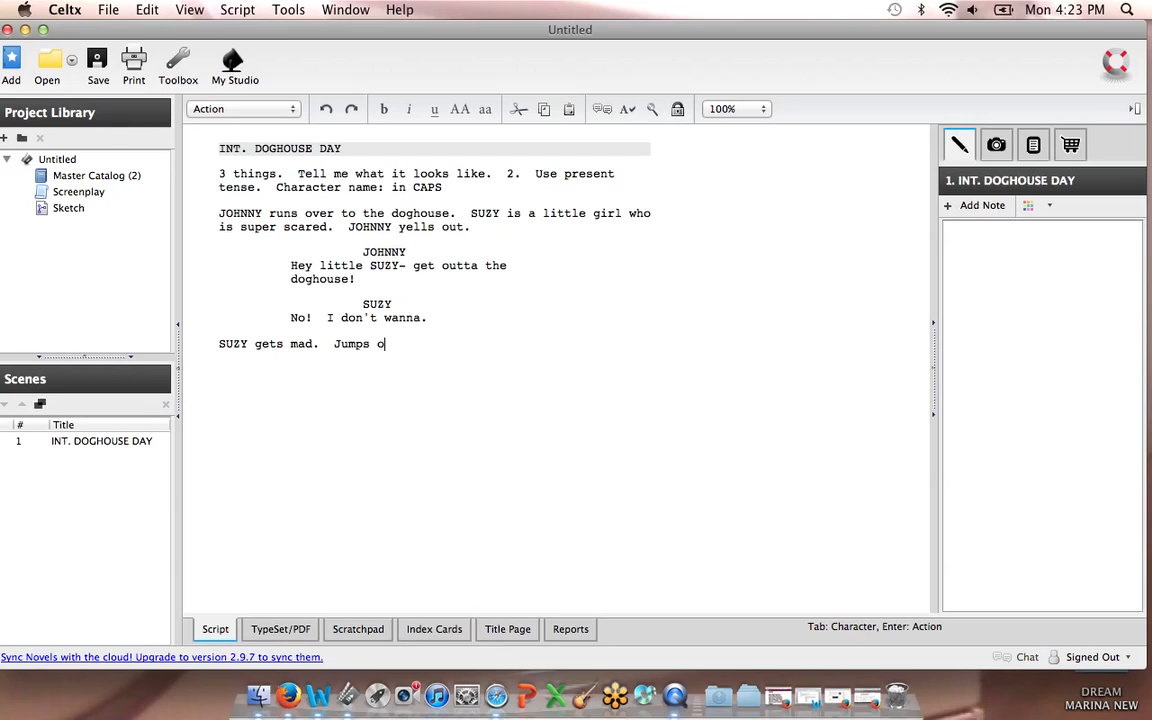 Celtx File Edit View Script Tools Window Help Mon 4:23 PM
Untitled
Add Open Save Print Toolbox My Studio
Project Library
Action b i u AA aa 100%
Untitled
Master Catalog (2)
Screenplay
Sketch
Scenes
# Title
1 INT. DOGHOUSE DAY
INT. DOGHOUSE DAY
3 things.  Tell me what it looks like.  2.  Use present
tense.  Character name: in CAPS
JOHNNY runs over to the doghouse.  SUZY is a little girl who
is super scared.  JOHNNY yells out.
JOHNNY
Hey little SUZY- get outta the
doghouse!
SUZY
No!  I don't wanna.
SUZY gets mad.  Jumps o
1. INT. DOGHOUSE DAY
+ Add Note
Script TypeSet/PDF Scratchpad Index Cards Title Page Reports
Tab: Character, Enter: Action
Sync Novels with the cloud! Upgrade to version 2.9.7 to sync them.
Chat Signed Out
DREAM
MARINA NEW